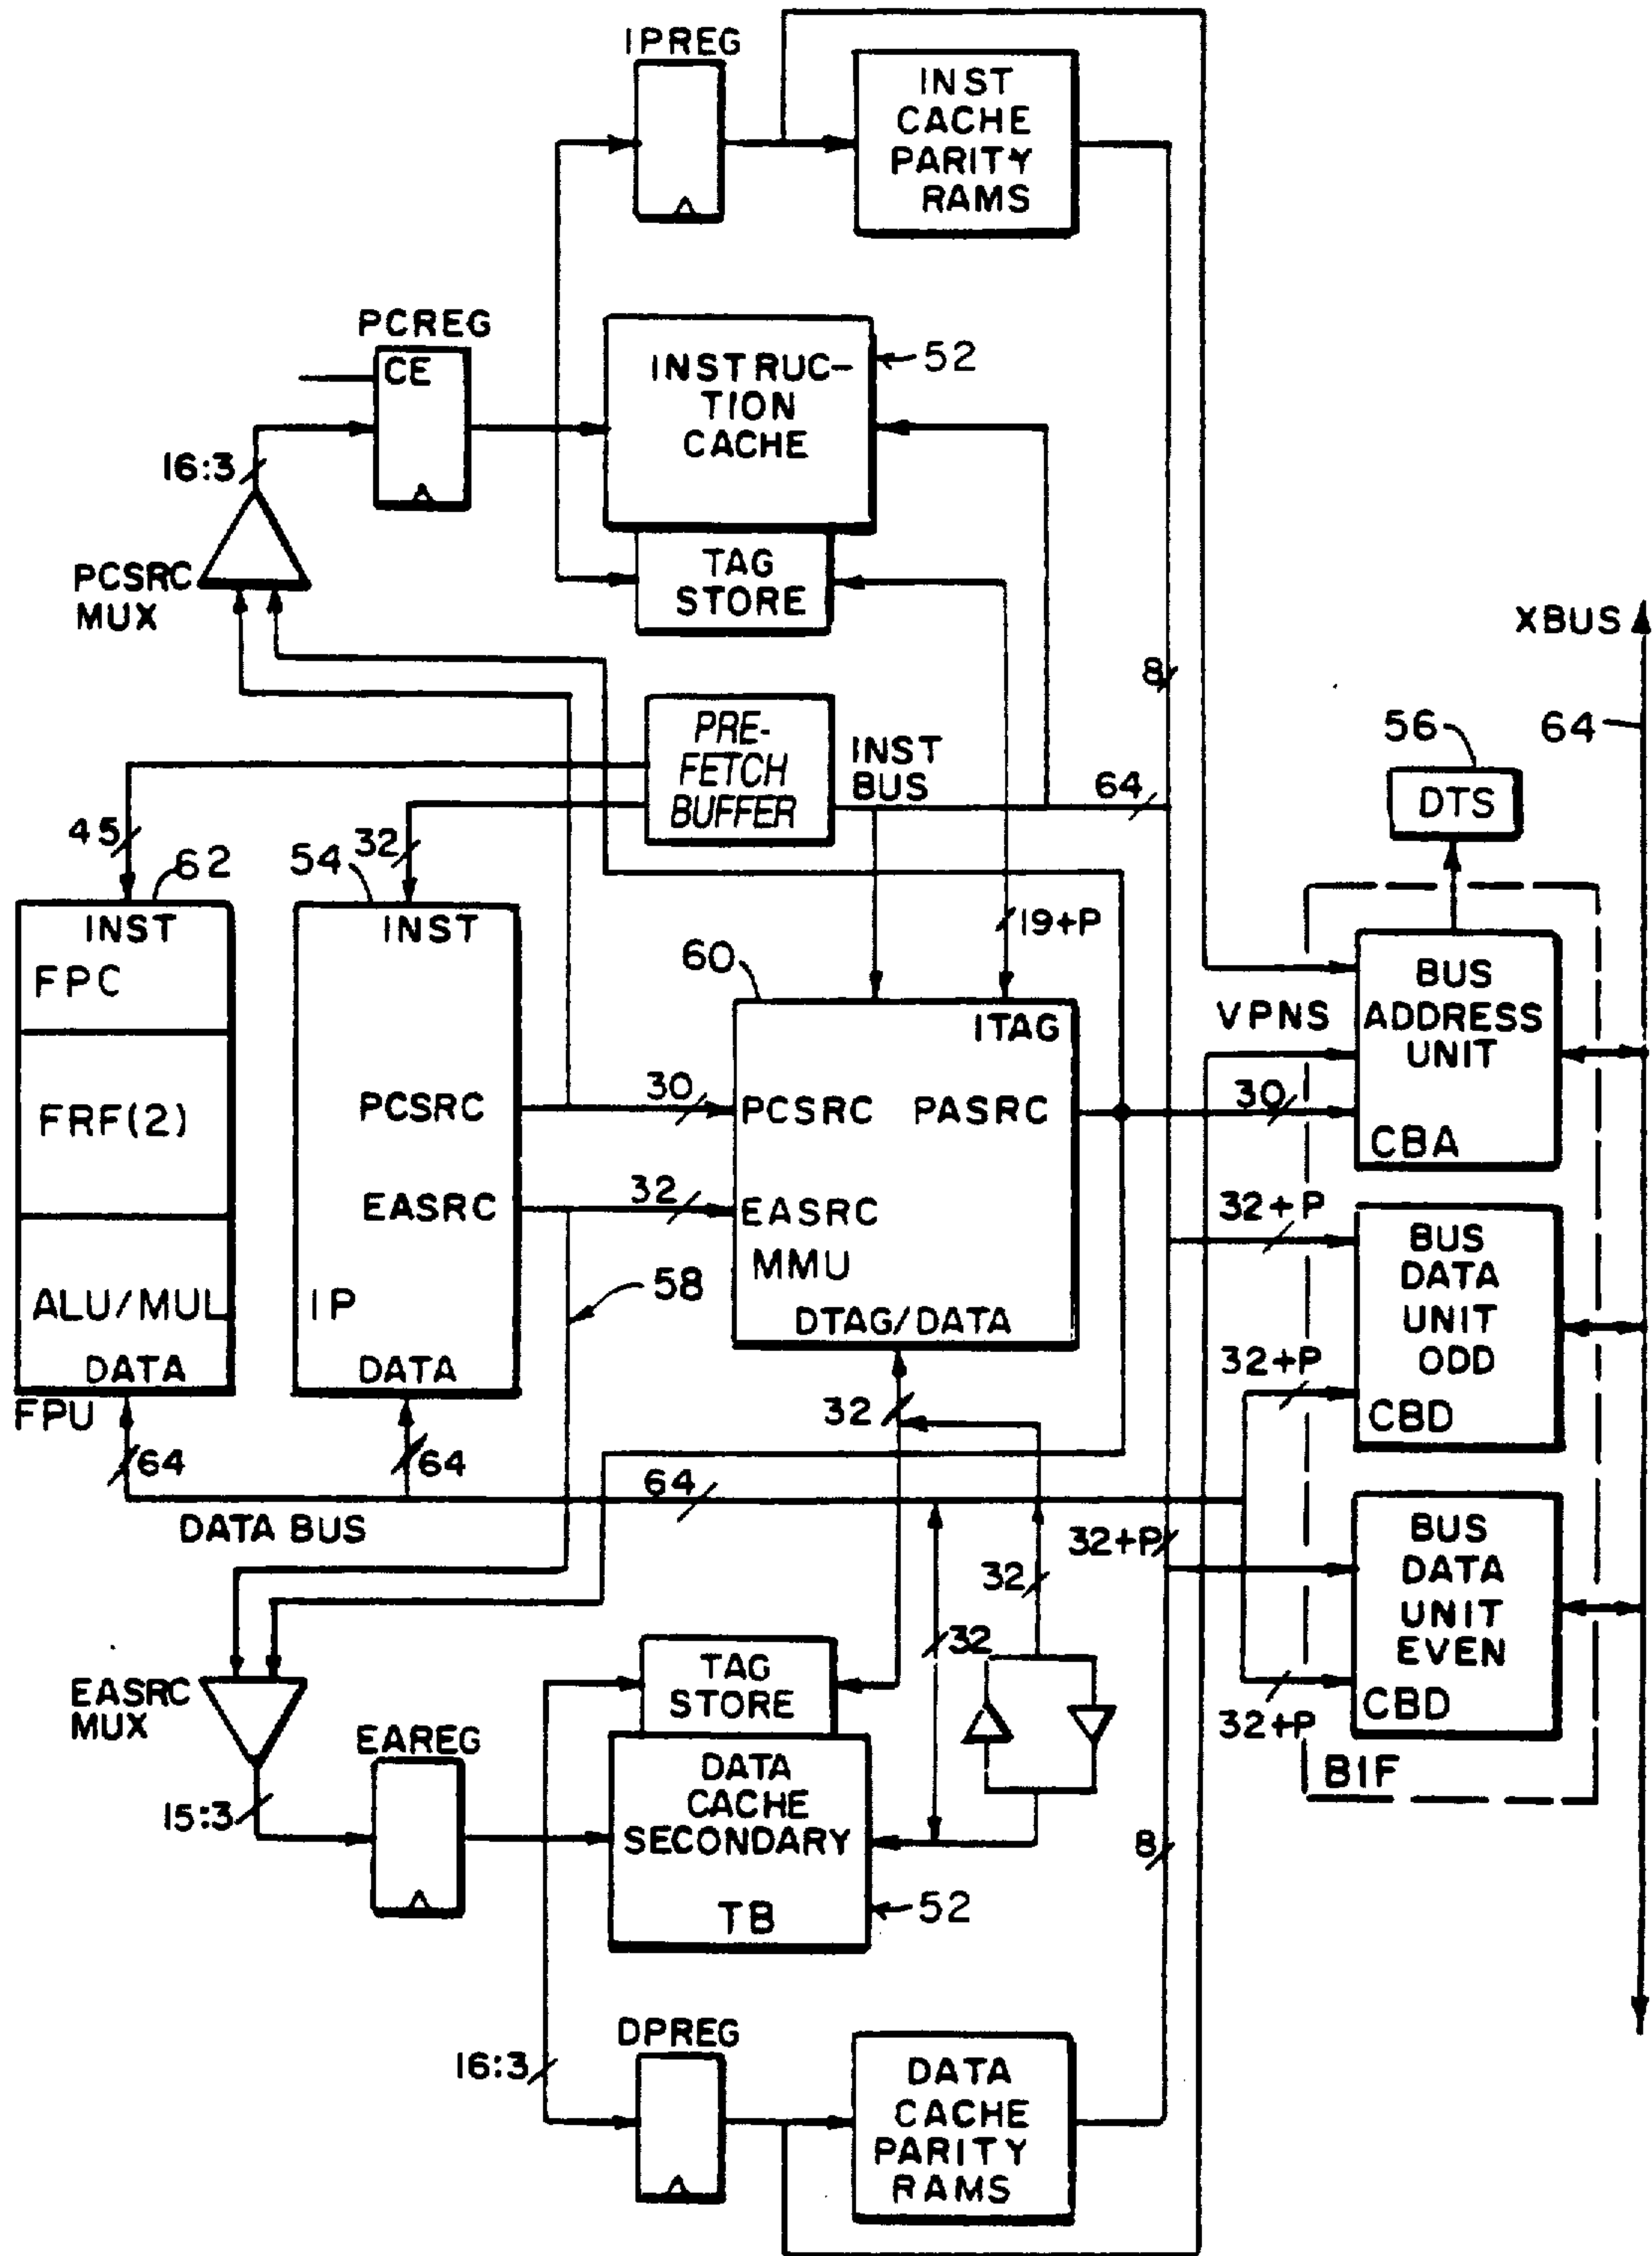 IPREG
INST
CACHE
PARITY
RAMS
PCREG
CE
INSTRUC-
TION
CACHE
52
16:3
PCSRC
MUX
TAG
STORE
XBUS
8
PRE-
FETCH
BUFFER
INST
BUS
64
56
64
DTS
45
62
54
32
INST
FPC
FRF(2)
ALU/MUL
DATA
FPU
INST
PCSRC
EASRC
IP
DATA
19+P
60
ITAG
30
PCSRC
PASRC
32
EASRC
MMU
DTAG/DATA
58
VPNS
BUS
ADDRESS
UNIT
CBA
30
32+P
BUS
DATA
UNIT
ODD
CBD
32+P
32
64
64
64
DATA BUS
32+P
BUS
DATA
UNIT
EVEN
CBD
32+P
BIF
32
32
EASRC
MUX
TAG
STORE
EAREG
15:3
DATA
CACHE
SECONDARY
TB
52
8
DPREG
16:3
DATA
CACHE
PARITY
RAMS